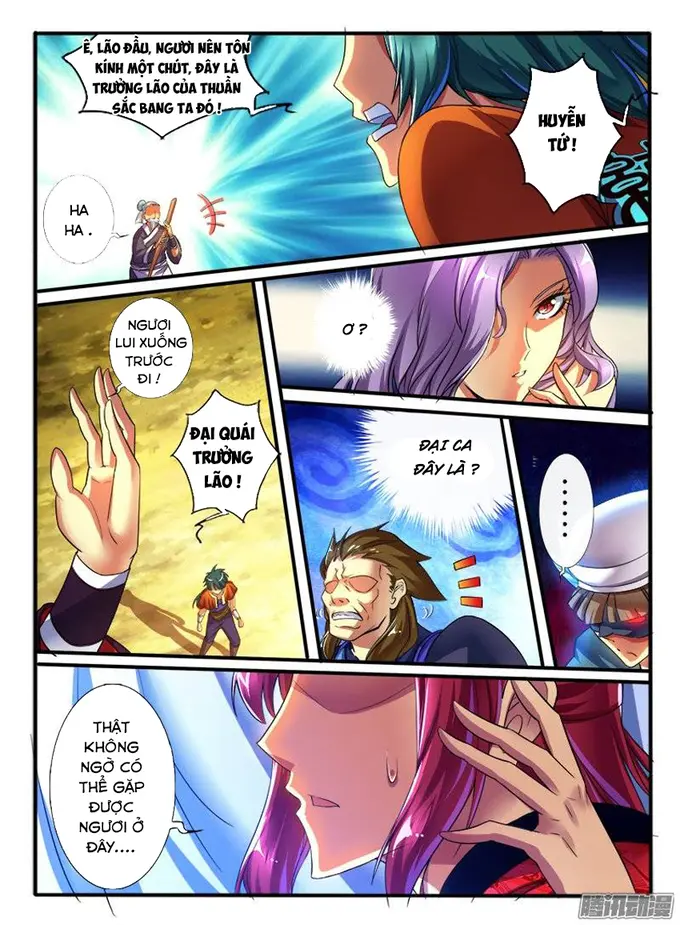 Ê, LÃO ĐẦU, NGƯƠI NÊN TÔN
KÍNH MỘT CHÚT, ĐÂY LÀ
TRƯỞNG LÃO CỦA THUẦN
SẮC BANG TA ĐÓ!
HUYỄN
TỨ!
HA
HA.
Ơ?
NGƯƠI
LUI XUỐNG
TRƯỚC
ĐI!
ĐẠI QUÁI
TRƯỞNG
LÃO!
ĐẠI CA
ĐÂY LÀ?
......
THẬT
KHÔNG
NGỜ CÓ
THỂ GẶP
ĐƯỢC
NGƯƠI Ở
ĐÂY....
腾讯动漫